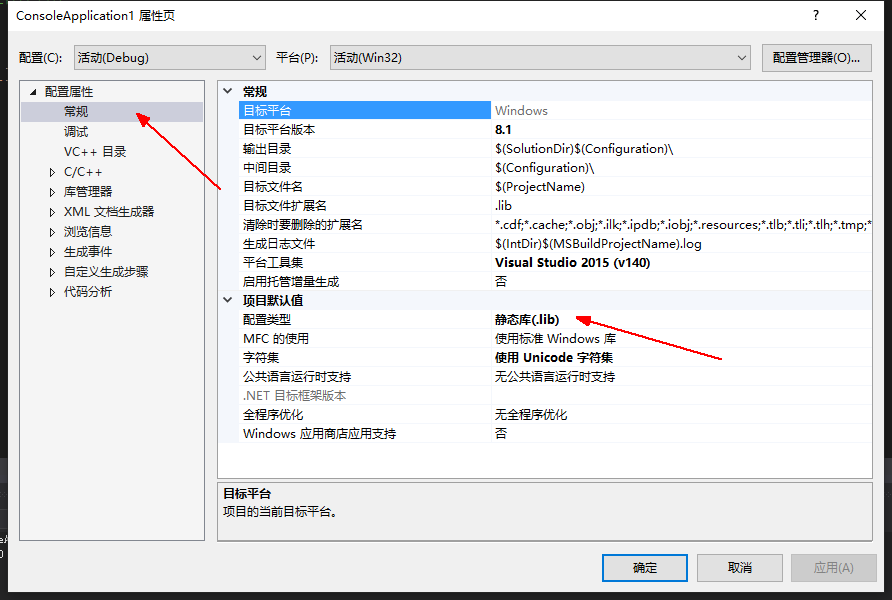 ConsoleApplication1 属性页
配置(C): 活动(Debug) 平台(P): 活动(Win32) 配置管理器(O)...
配置属性
常规
调试
VC++ 目录
C/C++
库管理器
XML 文档生成器
浏览信息
生成事件
自定义生成步骤
代码分析
常规
目标平台 Windows
目标平台版本 8.1
输出目录 $(SolutionDir)$(Configuration)\
中间目录 $(Configuration)\
目标文件名 $(ProjectName)
目标文件扩展名 .lib
清除时要删除的扩展名 *.cdf;*.cache;*.obj;*.ilk;*.ipdb;*.iobj;*.resources;*.tlb;*.tli;*.tlh;*.tmp;*
生成日志文件 $(IntDir)$(MSBuildProjectName).log
平台工具集 Visual Studio 2015 (v140)
启用托管增量生成 否
项目默认值
配置类型 静态库(.lib)
MFC 的使用 使用标准 Windows 库
字符集 使用 Unicode 字符集
公共语言运行时支持 无公共语言运行时支持
.NET 目标框架版本
全程序优化 无全程序优化
Windows 应用商店应用支持 否
目标平台
项目的当前目标平台。
确定 取消 应用(A)